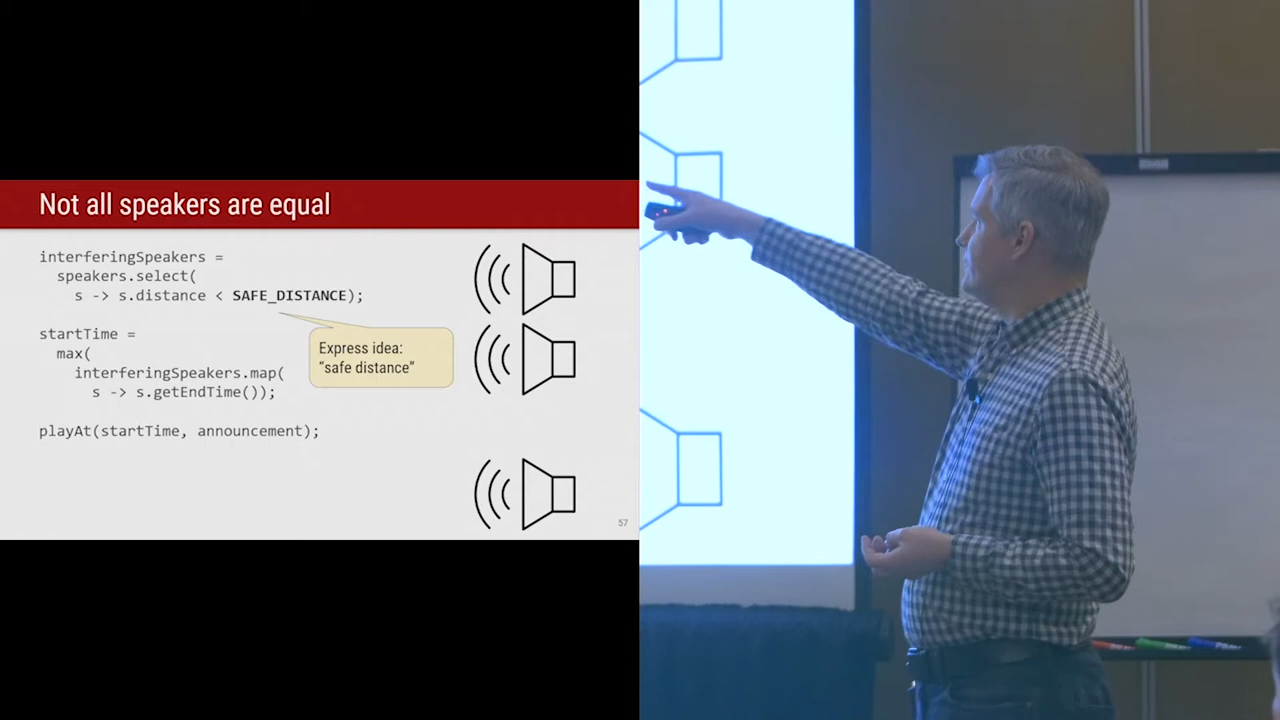 Not all speakers are equal
interferingSpeakers =
speakers.select(
s -> s.distance < SAFE_DISTANCE);
startTime =
max(
interferingSpeakers.map(
s -> s.getEndTime());
playAt(startTime, announcement);
Express idea:
“safe distance”
57